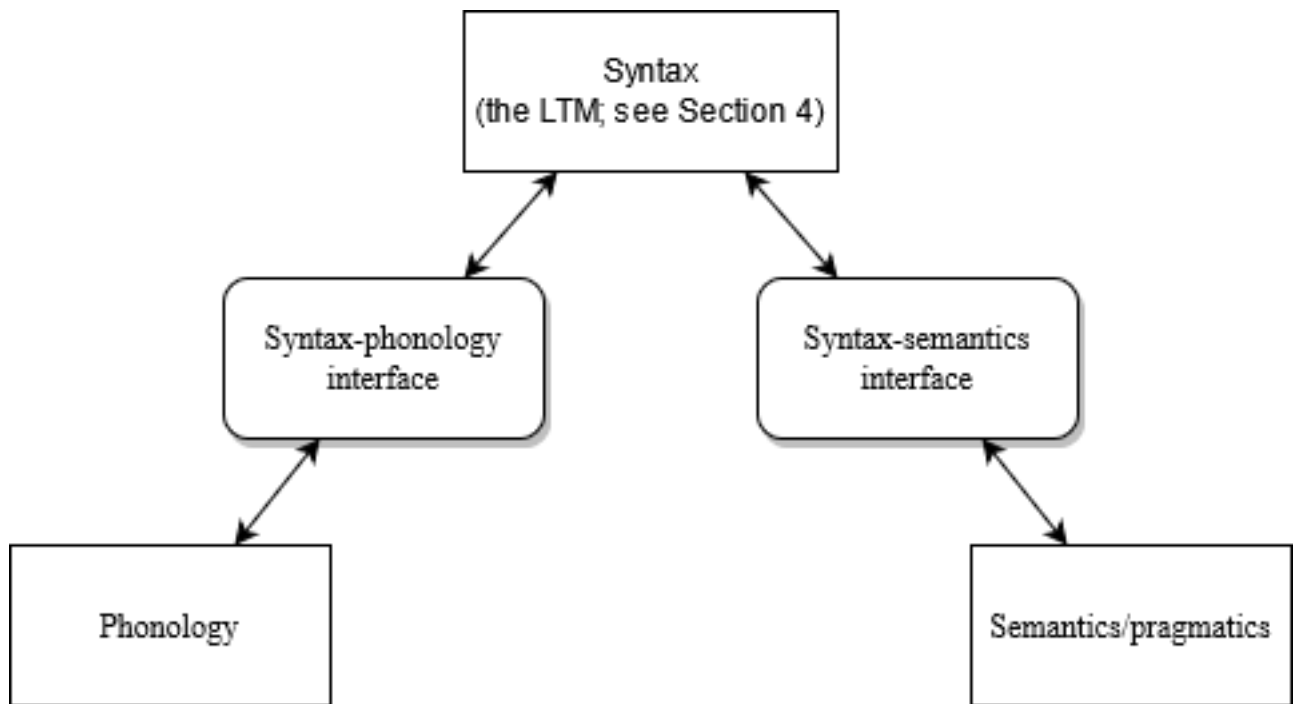 Syntax
(the LTM; see Section 4)
Syntax-phonology
interface
Syntax-semantics
interface
Phonology
Semantics/pragmatics